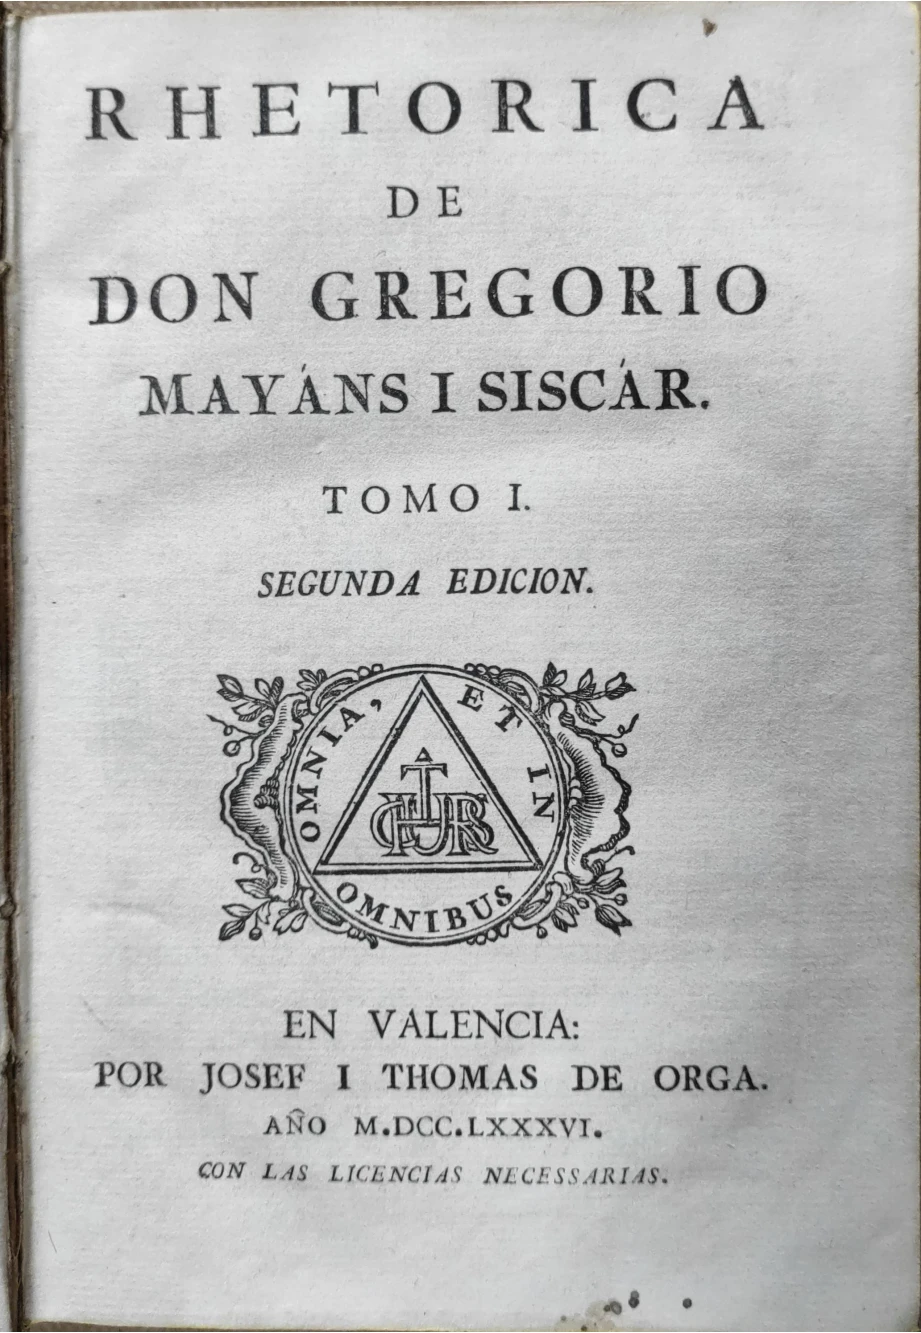 RHETORICA
DE
DON GREGORIO
MAYÁNS I SISCÁR.
TOMO I.
SEGUNDA EDICION.
OMNIA, ET IN
OMNIBUS
EN VALENCIA:
POR JOSEF I THOMAS DE ORGA.
AÑO M.DCC.LXXXVI.
CON LAS LICENCIAS NECESSARIAS.